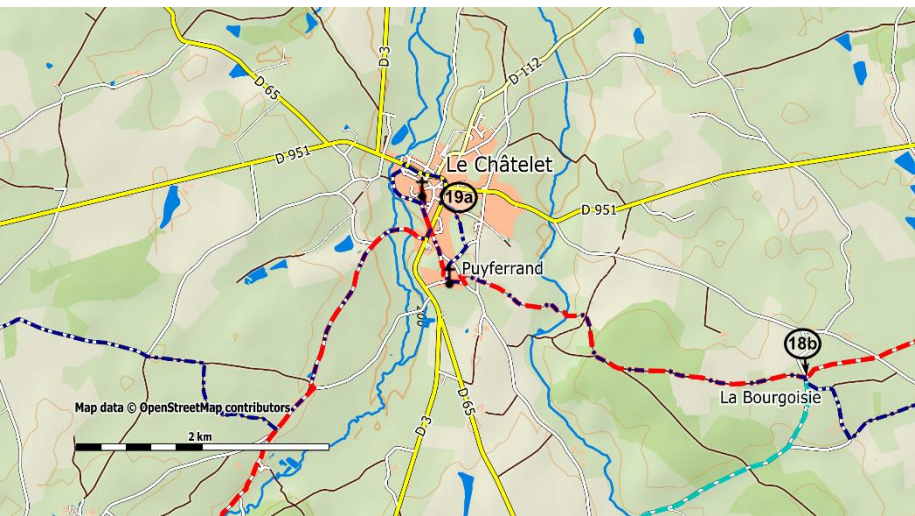 D 65
D 3
D 112
D 951
Le Châtelet
19a
D 951
Puyferrand
200
18b
La Bourgoisie
Map data © OpenStreetMap contributors
2 km
D 3
D 65